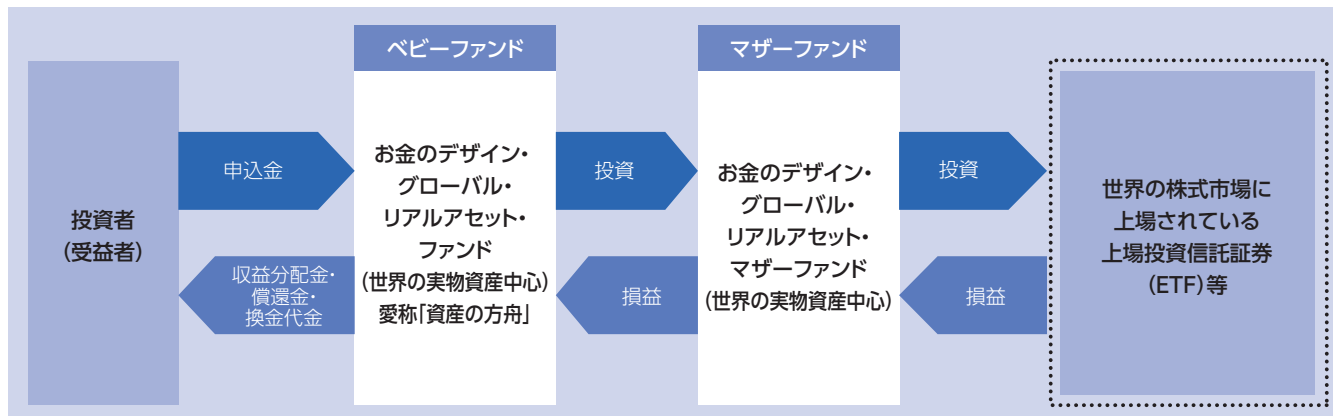 投資者
(受益者)
申込金
収益分配金・
償還金・
換金代金
ベビーファンド
お金のデザイン・
グローバル・
リアルアセット・
ファンド
(世界の実物資産中心)
愛称「資産の方舟」
投資
損益
マザーファンド
お金のデザイン・
グローバル・
リアルアセット・
マザーファンド
(世界の実物資産中心)
投資
損益
世界の株式市場に
上場されている
上場投資信託証券
(ETF)等